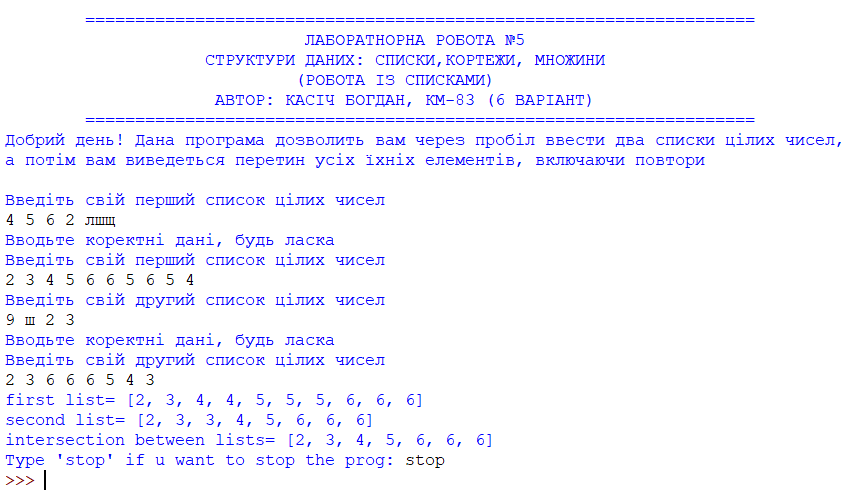 ===================================================================
ЛАБОРАТНОРНА РОБОТА №5
СТРУКТУРИ ДАНИХ: СПИСКИ,КОРТЕЖИ, МНОЖИНИ
(РОБОТА ІЗ СПИСКАМИ)
АВТОР: КАСІЧ БОГДАН, КМ-83 (6 ВАРІАНТ)
===================================================================
Добрий день! Дана програма дозволить вам через пробіл ввести два списки цілих чисел,
а потім вам виведеться перетин усіх їхніх елементів, включаючи повтори
Введіть свій перший список цілих чисел
4 5 6 2 лшщ
Вводьте коректні дані, будь ласка
Введіть свій перший список цілих чисел
2 3 4 5 6 6 5 6 5 4
Введіть свій другий список цілих чисел
9 ш 2 3
Вводьте коректні дані, будь ласка
Введіть свій другий список цілих чисел
2 3 6 6 6 5 4 3
first list= [2, 3, 4, 4, 5, 5, 5, 6, 6, 6]
second list= [2, 3, 3, 4, 5, 6, 6, 6]
intersection between lists= [2, 3, 4, 5, 6, 6, 6]
Type 'stop' if u want to stop the prog: stop
>>>